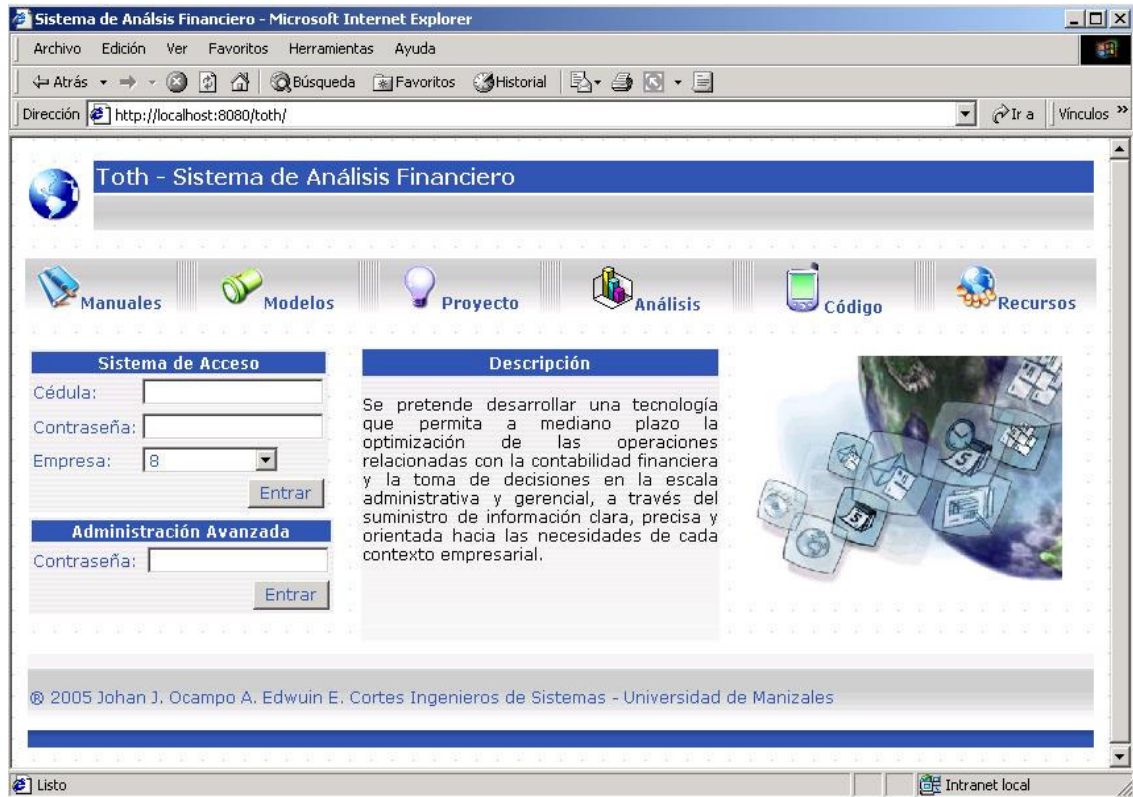 Sistema de Análsis Financiero - Microsoft Internet Explorer
Archivo Edición Ver Favoritos Herramientas Ayuda
Atrás Búsqueda Favoritos Historial
Dirección http://localhost:8080/toth/ Ir a Vínculos »
Toth - Sistema de Análisis Financiero
Manuales Modelos Proyecto Análisis Código Recursos
Sistema de Acceso
Cédula:
Contraseña:
Empresa: 8
Entrar
Administración Avanzada
Contraseña:
Entrar
Descripción
Se pretende desarrollar una tecnología
que permita a mediano plazo la
optimización de las operaciones
relacionadas con la contabilidad financiera
y la toma de decisiones en la escala
administrativa y gerencial, a través del
suministro de información clara, precisa y
orientada hacia las necesidades de cada
contexto empresarial.
® 2005 Johan J. Ocampo A. Edwuin E. Cortes Ingenieros de Sistemas - Universidad de Manizales
Listo Intranet local